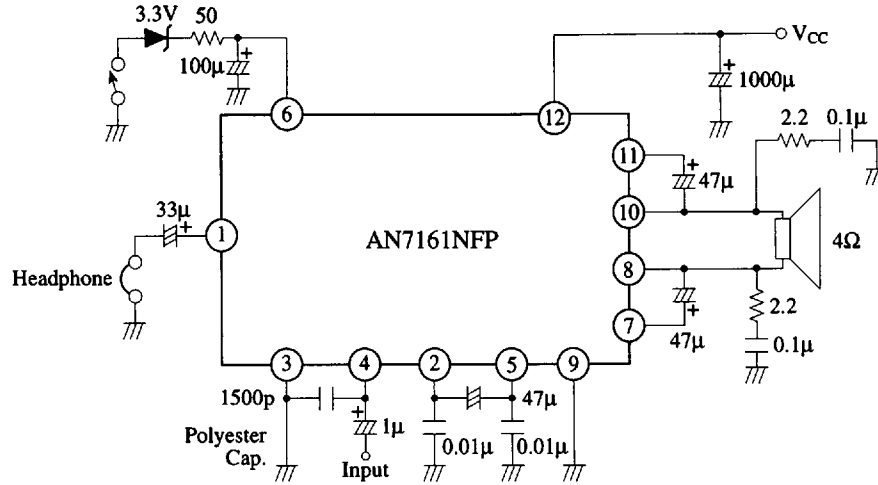 3.3V
50
100μ
+
6
12
VCC
+
1000μ
2.2
0.1μ
11
+
47μ
10
4Ω
AN7161NFP
33μ
+
1
Headphone
8
2.2
+
7
47μ
0.1μ
3
4
2
5
9
1500p
47μ
+
1μ
Polyester
Cap.
0.01μ
0.01μ
Input